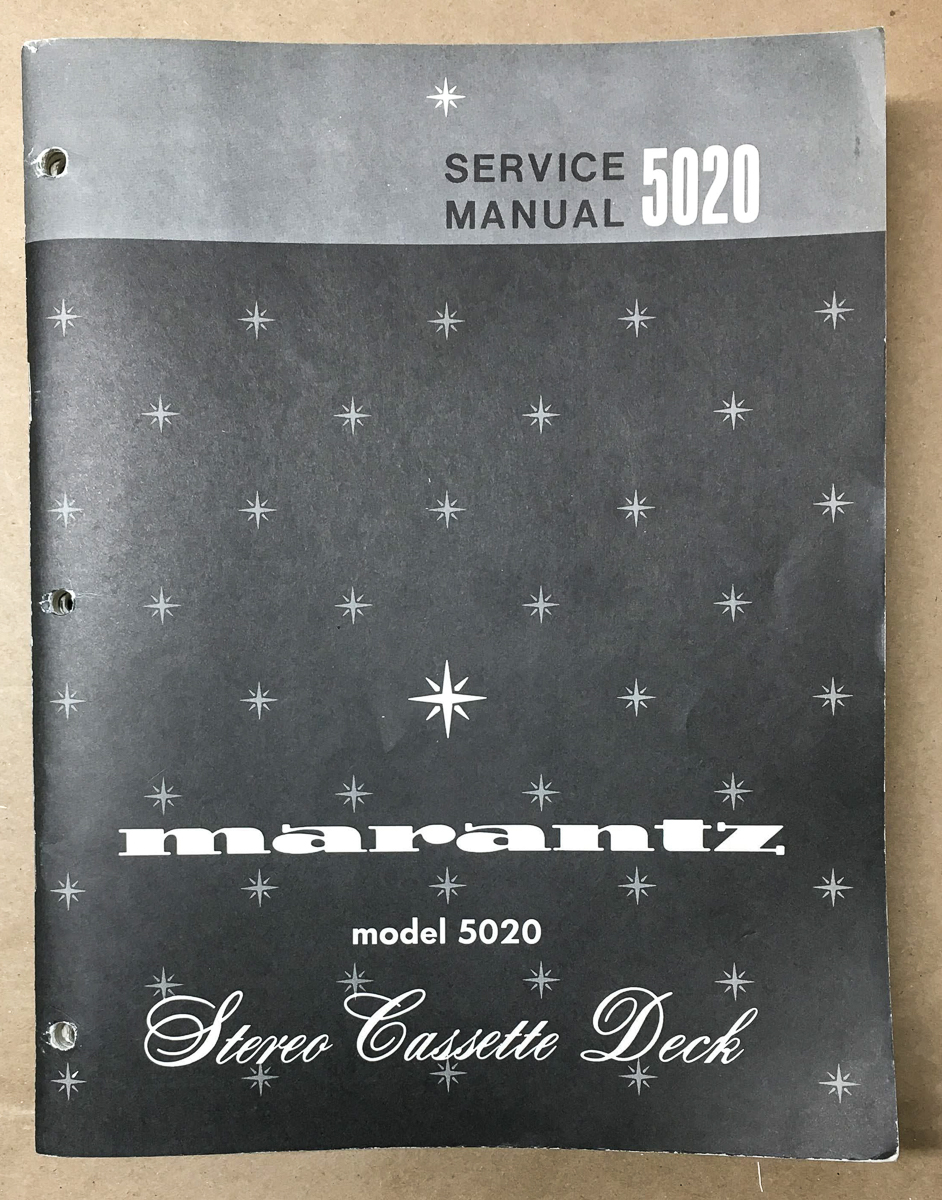 SERVICE
MANUAL 5020
marantz
model 5020
Stereo Cassette Deck